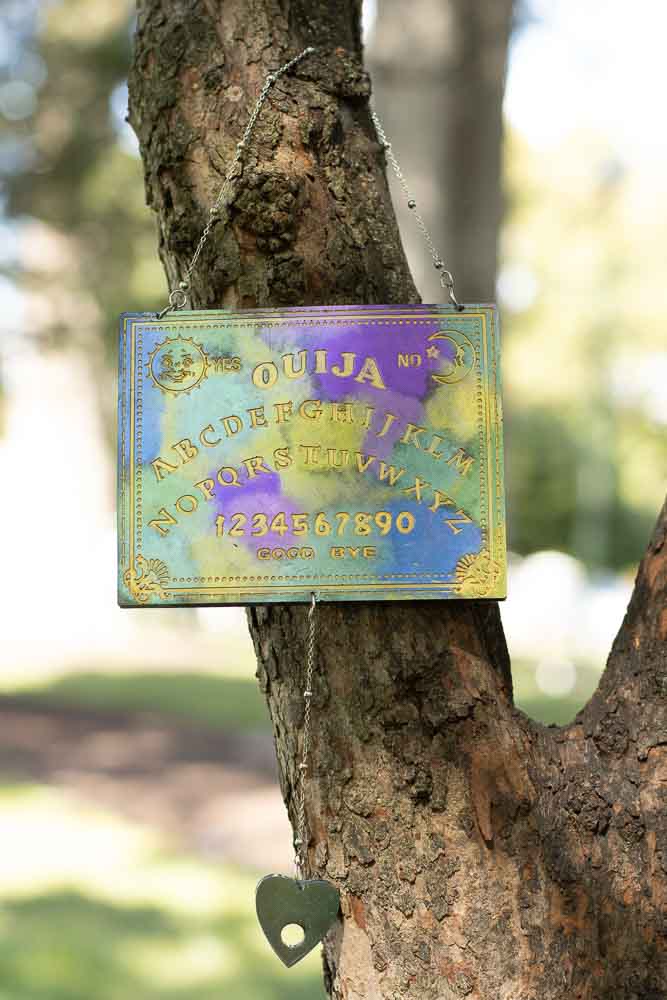 YES OUIJA NO
ABCDEFGHIJKLM
NOPQRSTUVWXYZ
1234567890
GOOD BYE